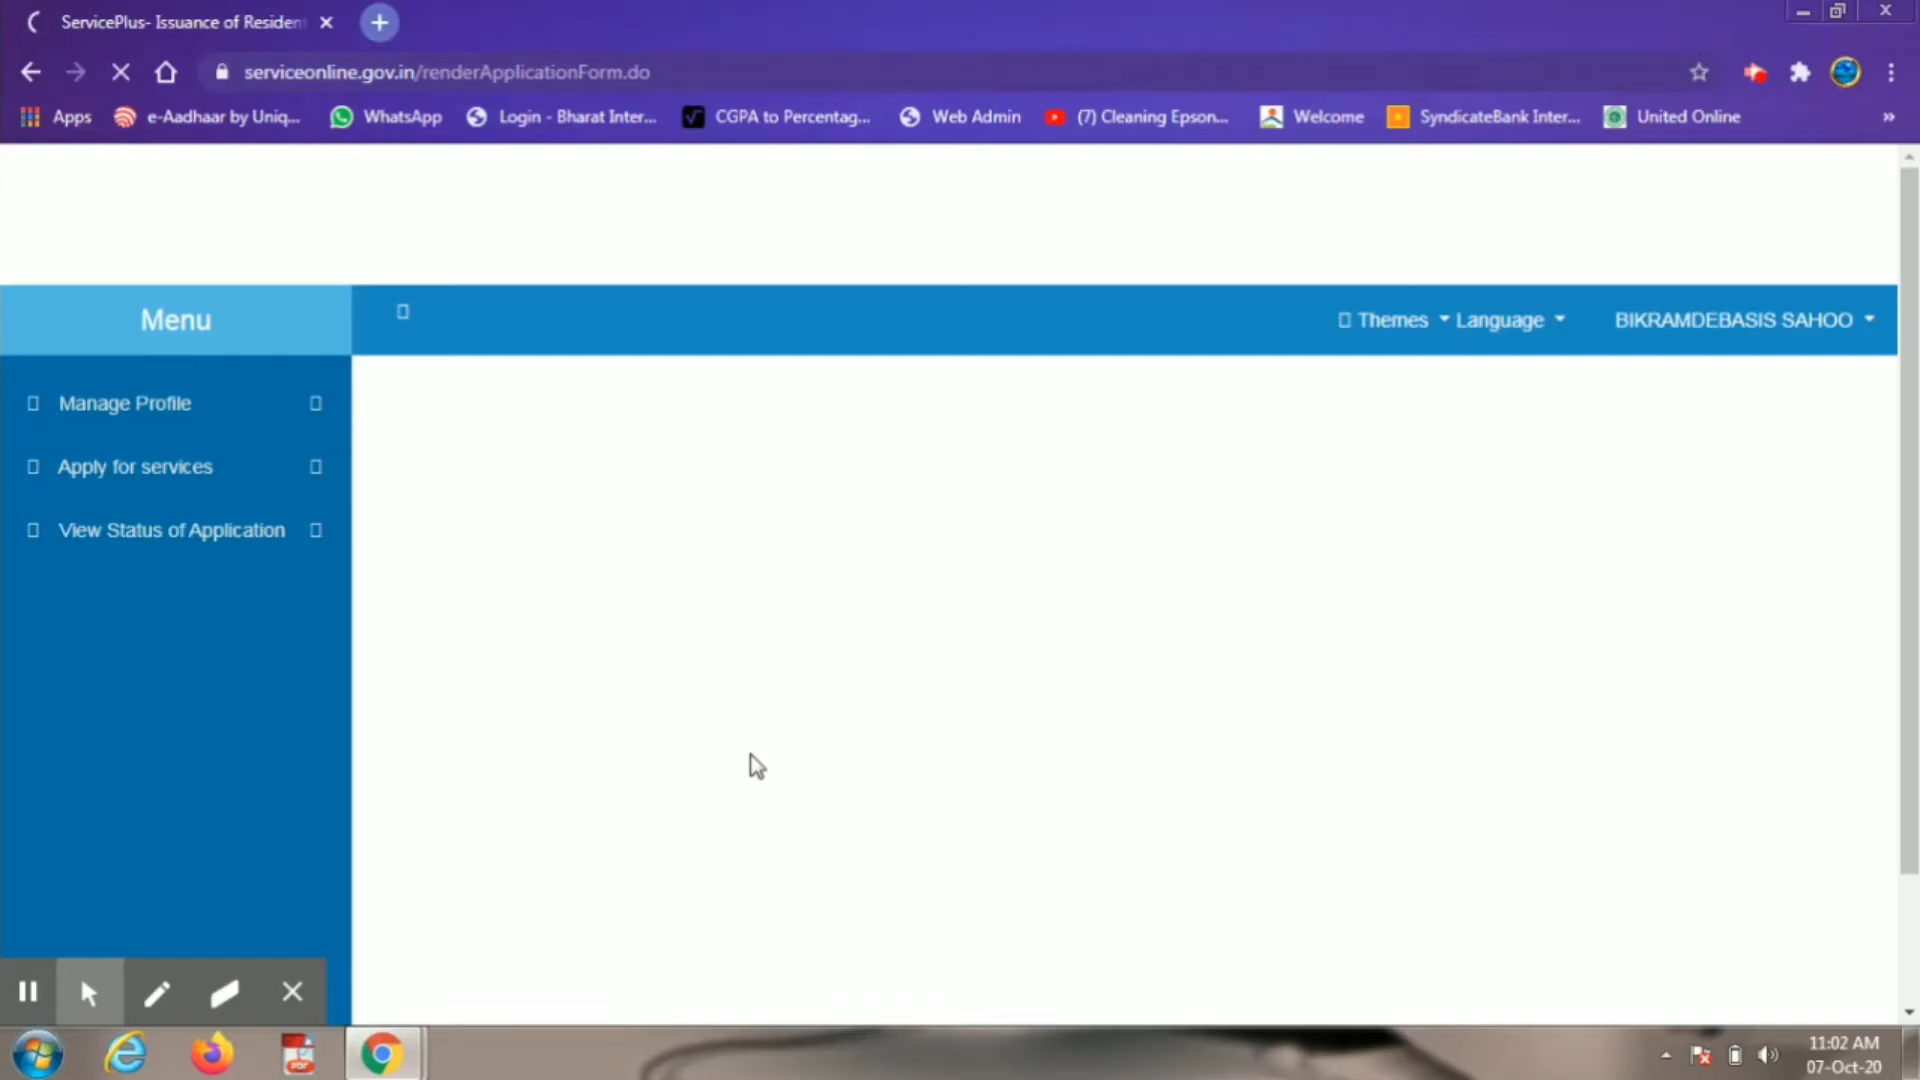 ServicePlus- Issuance of Residen
serviceonline.gov.in/renderApplicationForm.do
Apps e-Aadhaar by Uniq... WhatsApp Login - Bharat Inter... CGPA to Percentag... Web Admin (7) Cleaning Epson... Welcome SyndicateBank Inter... United Online »
Menu Themes Language BIKRAMDEBASIS SAHOO
Manage Profile
Apply for services
View Status of Application
11:02 AM
07-Oct-20